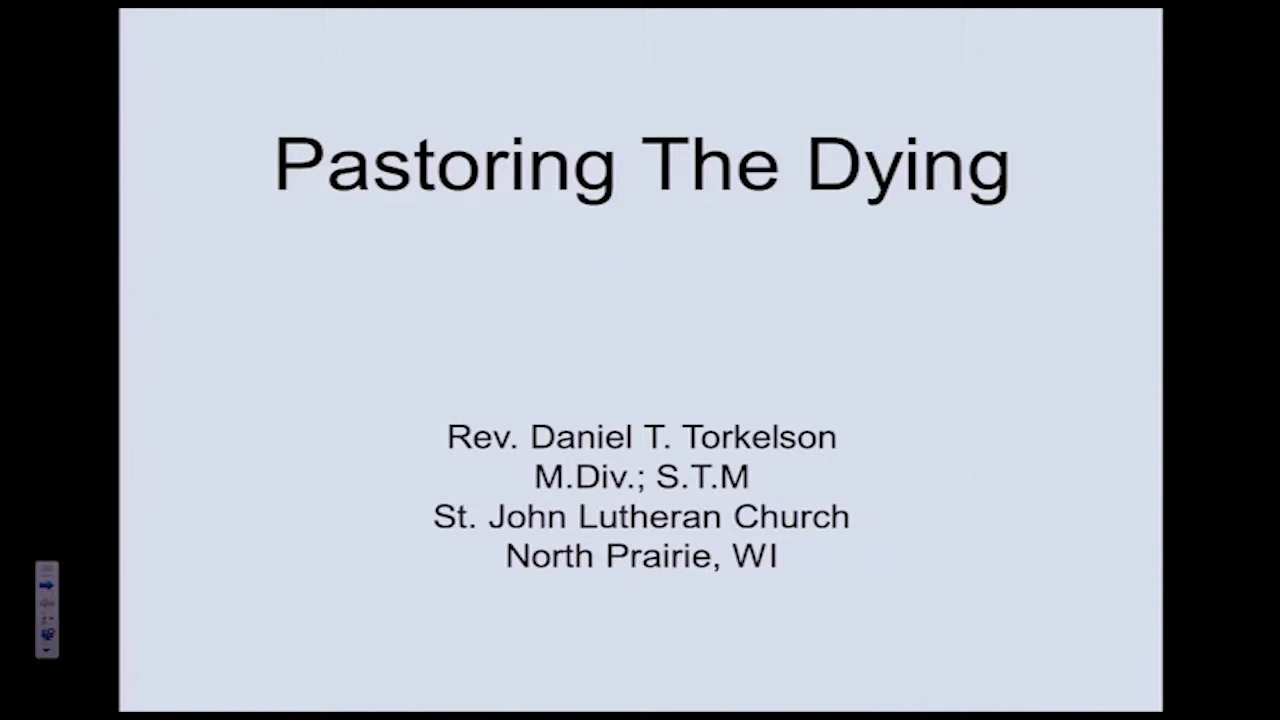 Pastoring The Dying
Rev. Daniel T. Torkelson
M.Div.; S.T.M
St. John Lutheran Church
North Prairie, WI